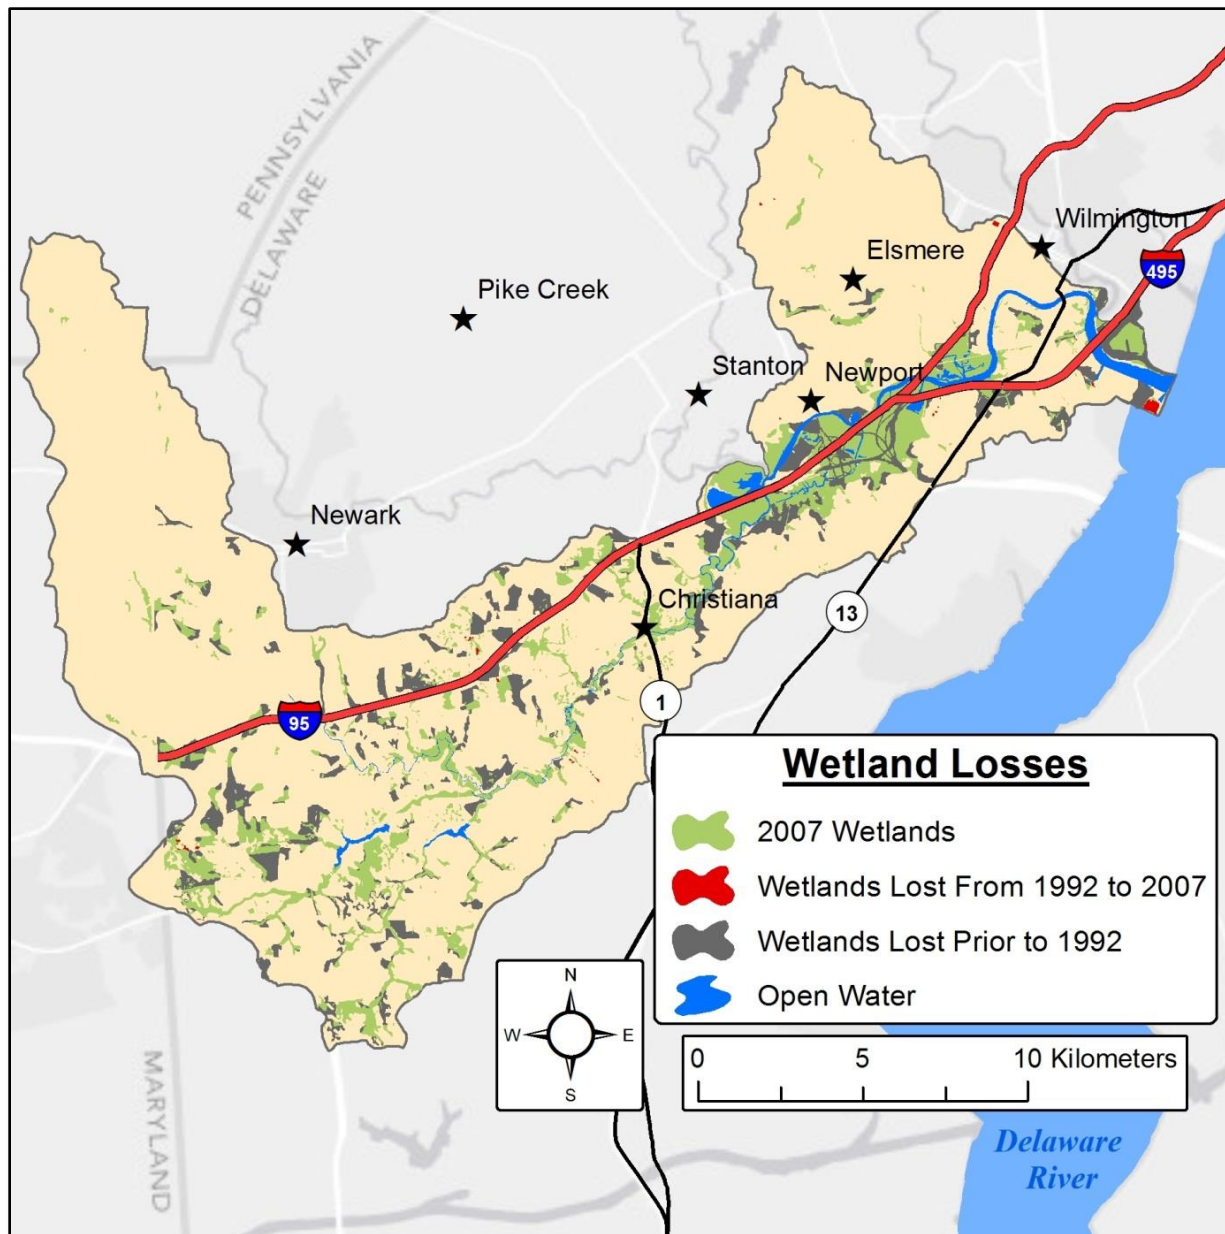 PENNSYLVANIA
DELAWARE
Wilmington
Elsmere
495
Pike Creek
Stanton
Newport
Newark
Christiana
13
1
95
Wetland Losses
2007 Wetlands
Wetlands Lost From 1992 to 2007
Wetlands Lost Prior to 1992
Open Water
N
W E
S
0 5 10 Kilometers
MARYLAND
Delaware
River